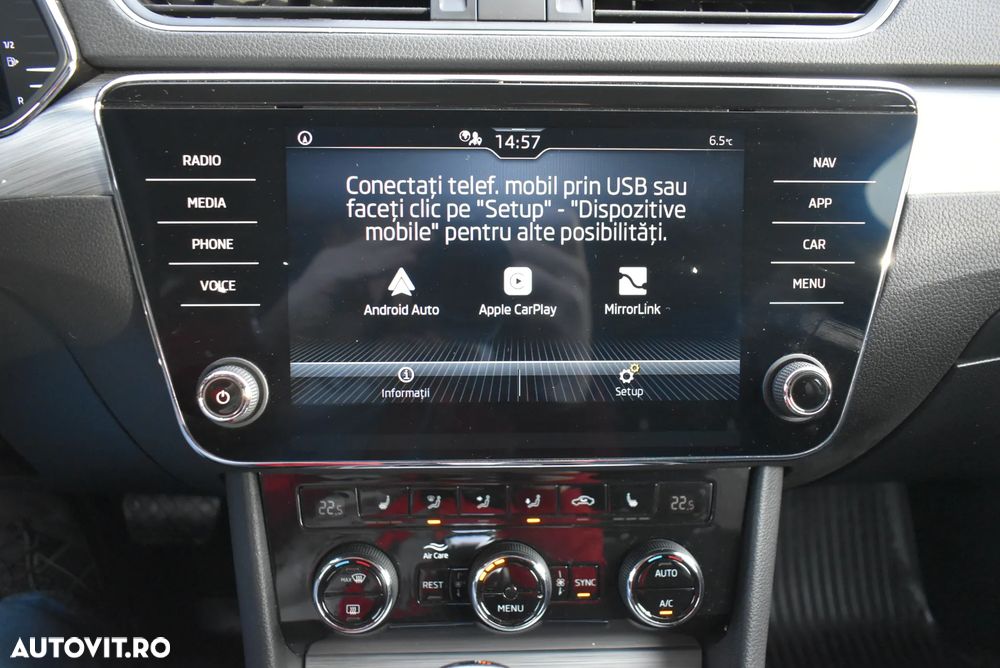 1/2
R
14:57
6.5°C
RADIO
MEDIA
PHONE
VOICE
NAV
APP
CAR
MENU
Conectați telef. mobil prin USB sau
faceți clic pe "Setup" - "Dispozitive
mobile" pentru alte posibilități.
Android Auto
Apple CarPlay
MirrorLink
Informații
Setup
22.5
22.5
Air Care
MAX
REST
MENU
SYNC
AUTO
A/C
AUTOVIT.RO